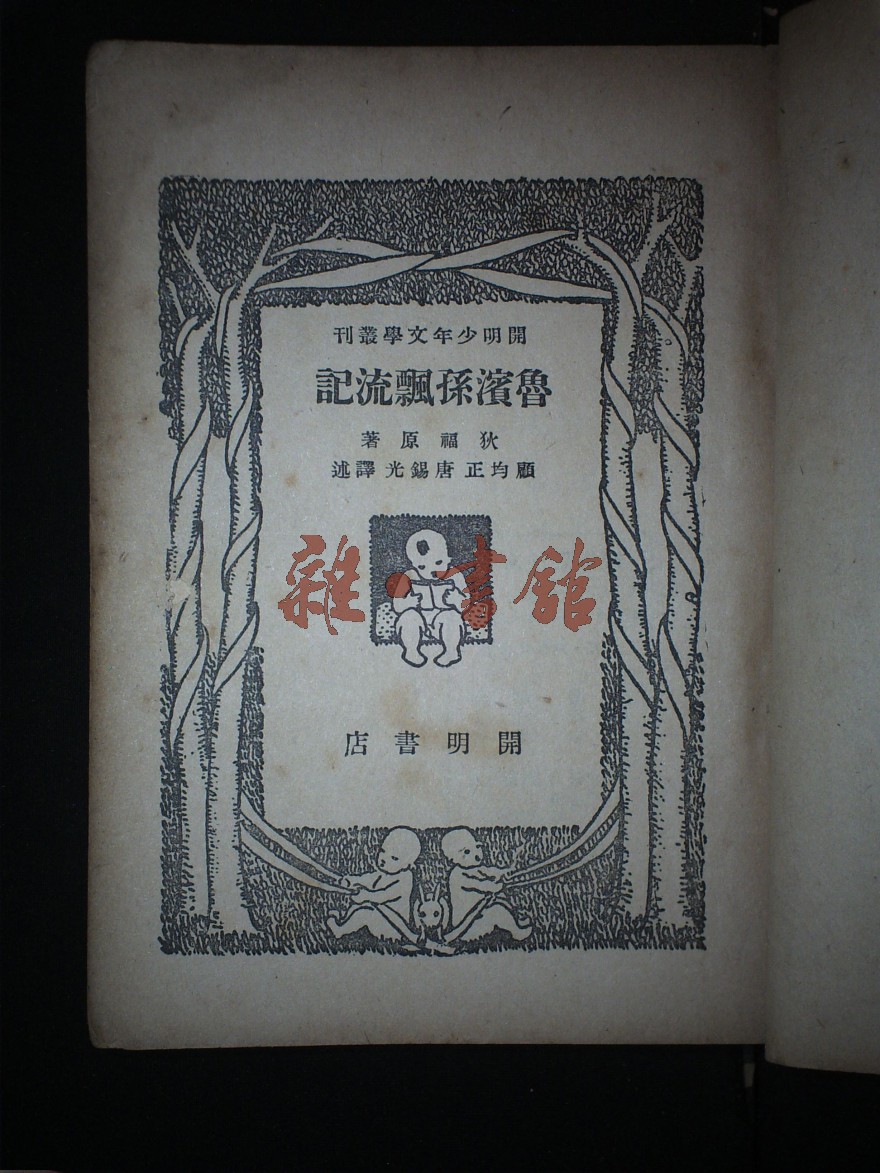 開明少年文學叢刊
魯濱孫飄流記
狄福原著
顧均正 唐錫光 譯述
雜·書館
開明書店